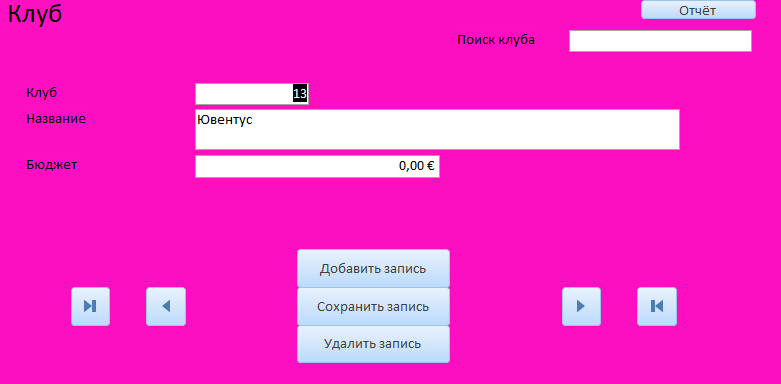 Клуб
Отчёт
Поиск клуба
Клуб 13
Название Ювентус
Бюджет 0,00 €
Добавить запись
Сохранить запись
Удалить запись